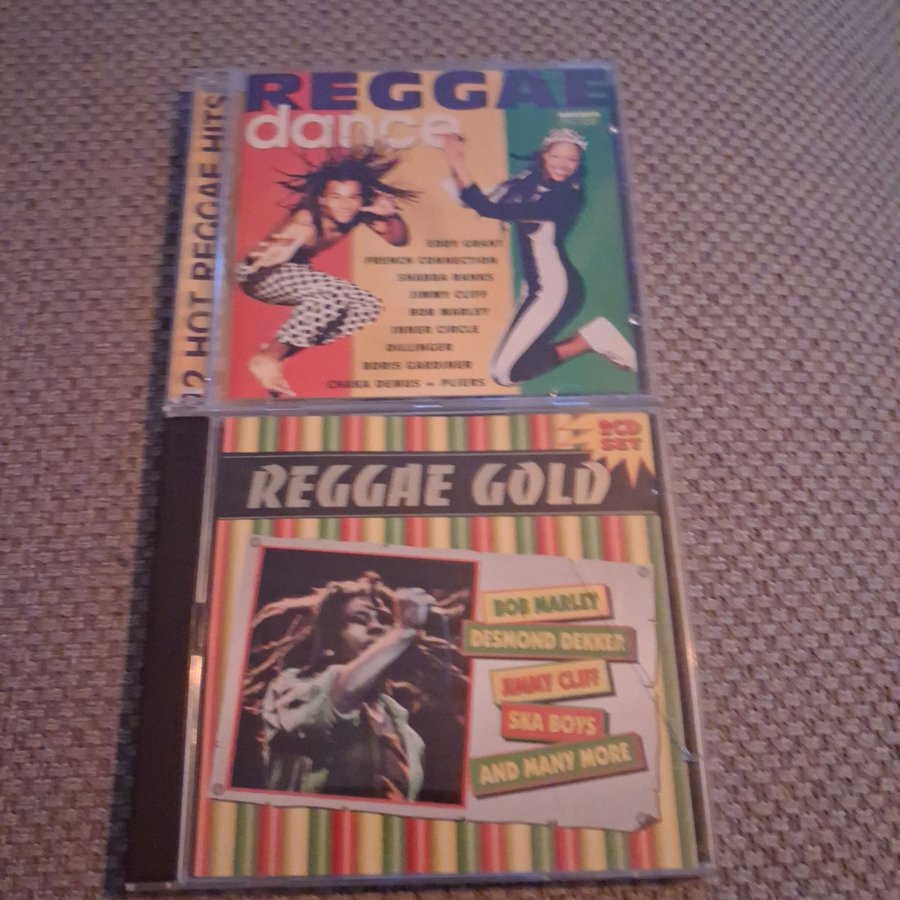 REGGAE
dance
12 HOT REGGAE HITS
EDDY GRANT
FRENCH CONNECTION
SHABBA RANKS
JIMMY CLIFF
BOB MARLEY
INNER CIRCLE
DILLINGER
BORIS GARDINER
CHAKA DEMUS - PLIERS
2CD
SET
REGGAE GOLD
BOB MARLEY
DESMOND DEKKER
JIMMY CLIFF
SKA BOYS
AND MANY MORE